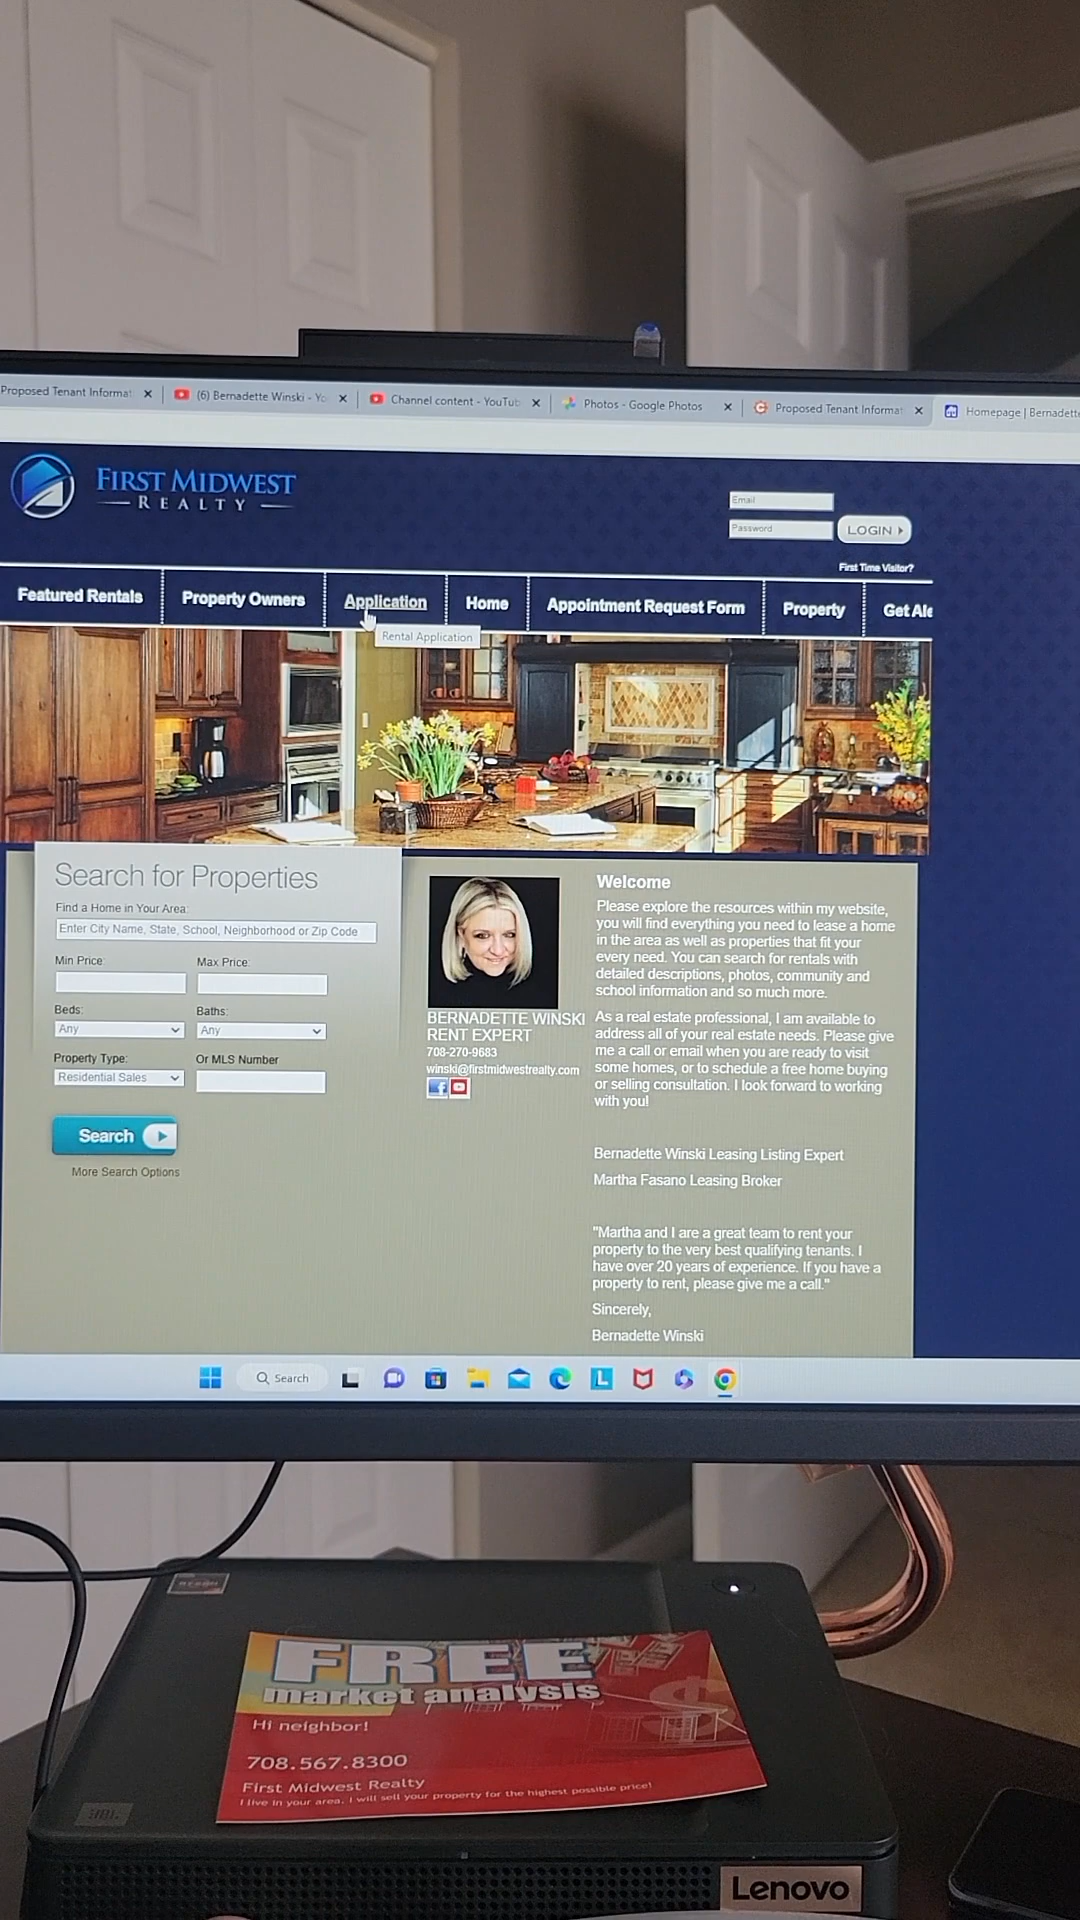 Proposed Tenant Informat
(6) Bernadette Winski - Yo
Channel content - YouTub
Photos - Google Photos
Proposed Tenant Informat
Homepage | Bernadette
FIRST MIDWEST
REALTY
Email
Password
LOGIN
First Time Visitor?
Featured Rentals
Property Owners
Application
Home
Appointment Request Form
Property
Get Ale
Rental Application
Search for Properties
Find a Home in Your Area:
Enter City Name, State, School, Neighborhood or Zip Code
Min Price:
Max Price:
Beds:
Baths:
Any
Any
Property Type:
Or MLS Number
Residential Sales
Search
More Search Options
BERNADETTE WINSKI
RENT EXPERT
708-270-9683
winski@firstmidwestrealty.com
Welcome
Please explore the resources within my website,
you will find everything you need to lease a home
in the area as well as properties that fit your
every need. You can search for rentals with
detailed descriptions, photos, community and
school information and so much more.
As a real estate professional, I am available to
address all of your real estate needs. Please give
me a call or email when you are ready to visit
some homes, or to schedule a free home buying
or selling consultation. I look forward to working
with you!
Bernadette Winski Leasing Listing Expert
Martha Fasano Leasing Broker
"Martha and I are a great team to rent your
property to the very best qualifying tenants. I
have over 20 years of experience. If you have a
property to rent, please give me a call."
Sincerely,
Bernadette Winski
Search
RYZEN
FREE
market analysis
Hi neighbor!
708.567.8300
First Midwest Realty
I live in your area. I will sell your property for the highest possible price!
JBL
Lenovo